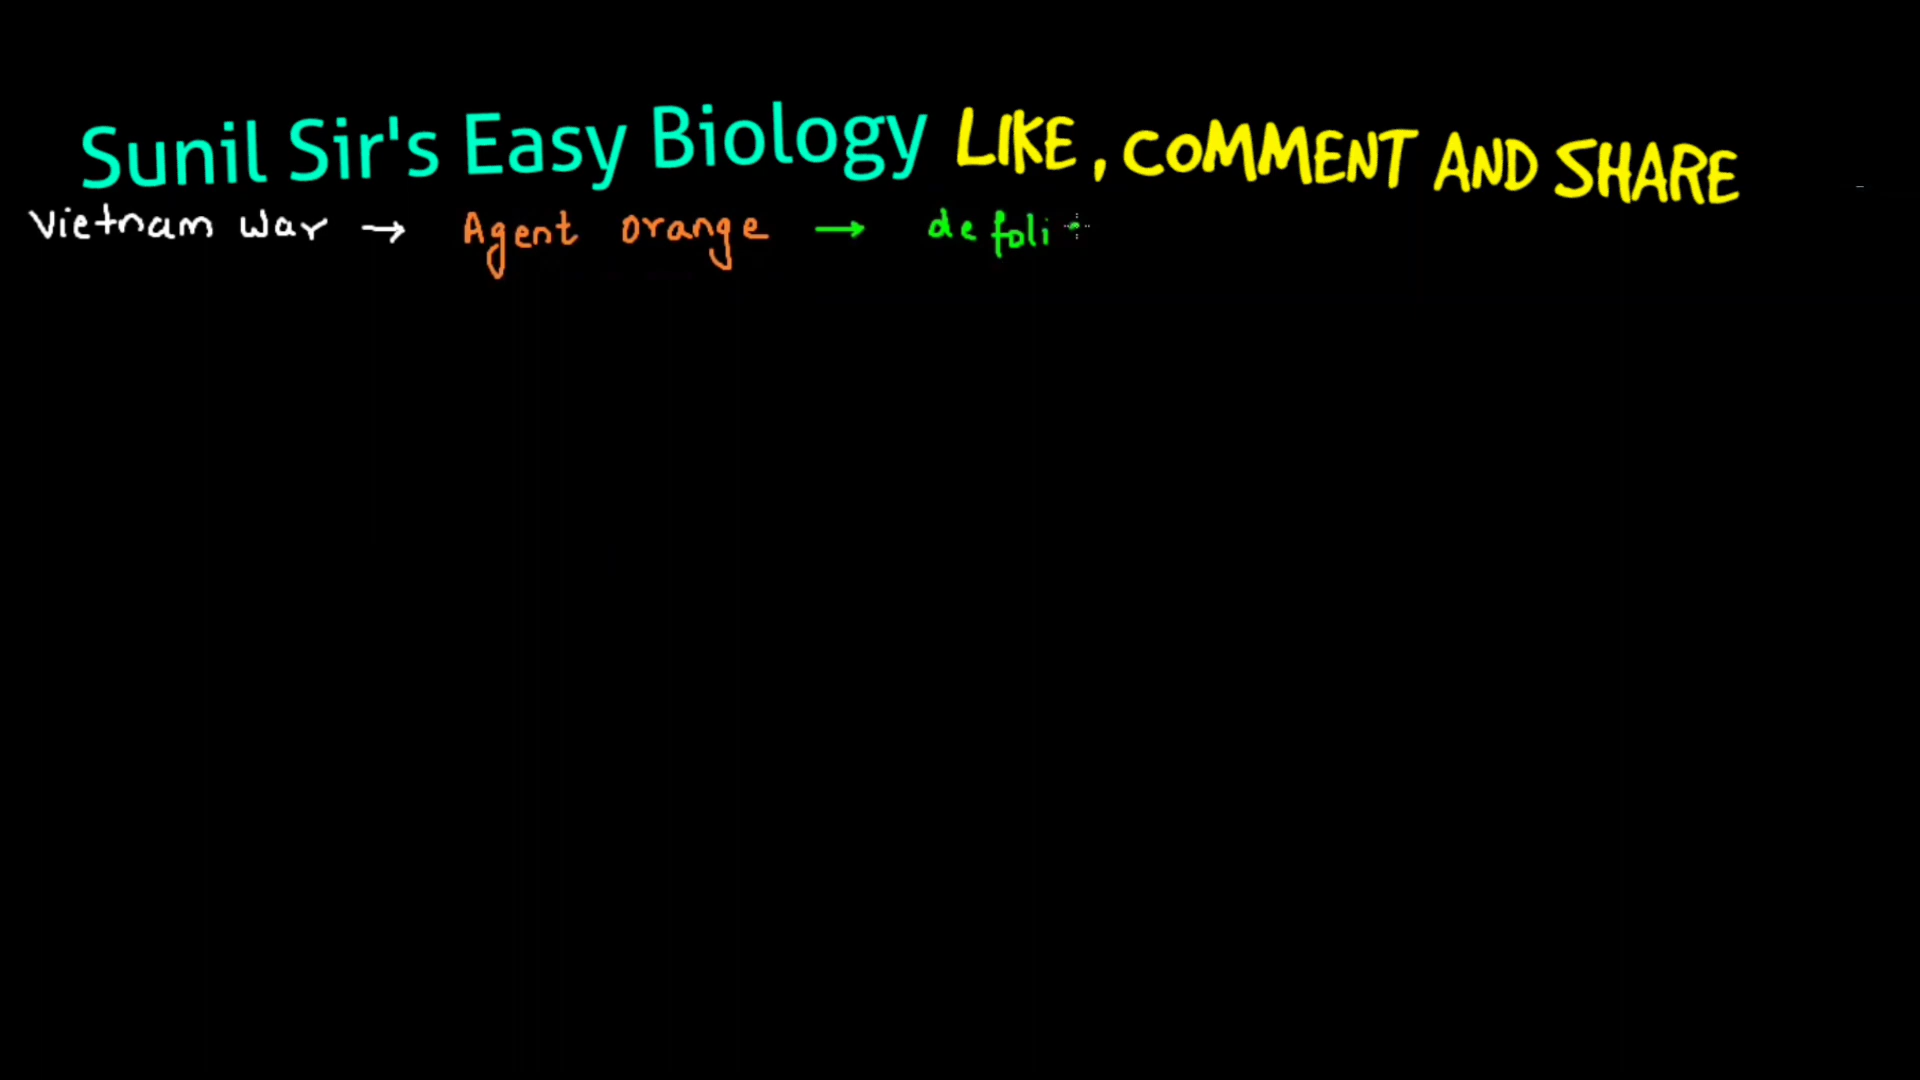 Sunil Sir's Easy Biology LIKE, COMMENT AND SHARE
Vietnam War → Agent orange → defoli